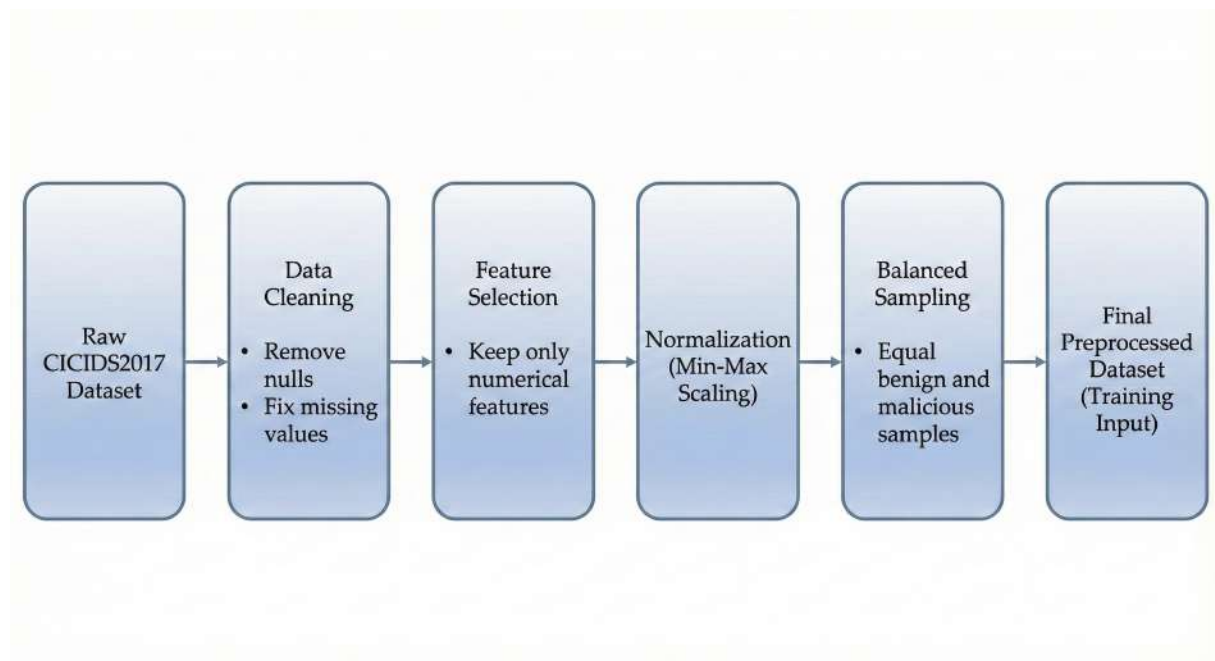 Raw
CICIDS2017
Dataset
Data
Cleaning
• Remove
nulls
• Fix missing
values
Feature
Selection
• Keep only
numerical
features
Normalization
(Min-Max
Scaling)
Balanced
Sampling
• Equal
benign and
malicious
samples
Final
Preprocessed
Dataset
(Training
Input)